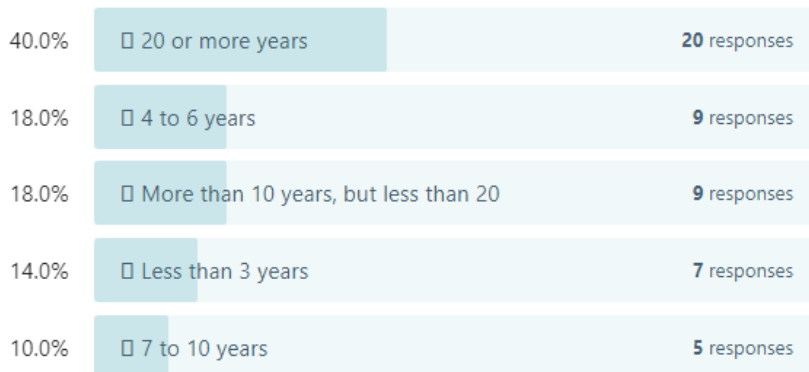 40.0% 20 or more years 20 responses
18.0% 4 to 6 years 9 responses
18.0% More than 10 years, but less than 20 9 responses
14.0% Less than 3 years 7 responses
10.0% 7 to 10 years 5 responses